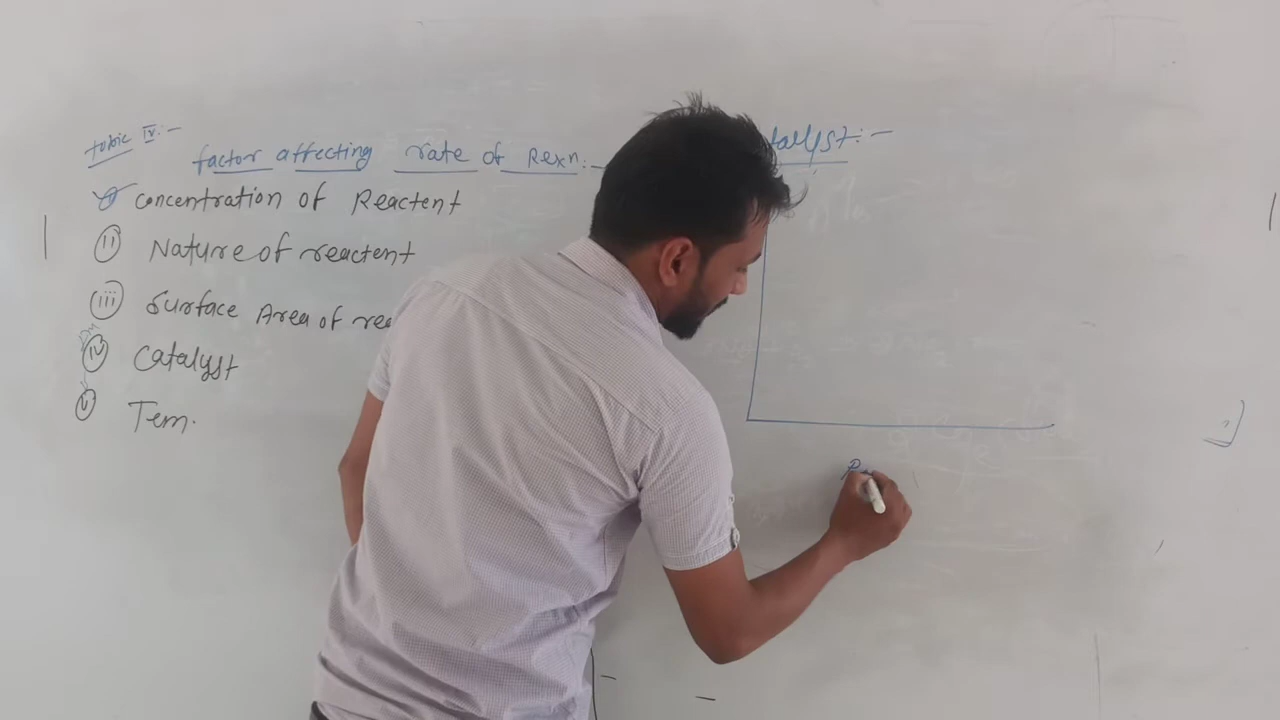 tobic IV:-
factor affecting rate of Rexn:-
concentration of Reactent
(ii) Nature of reactent
(iii) Surface Area of rea
(iv) Catalyst
(v) Tem.
talyst:-